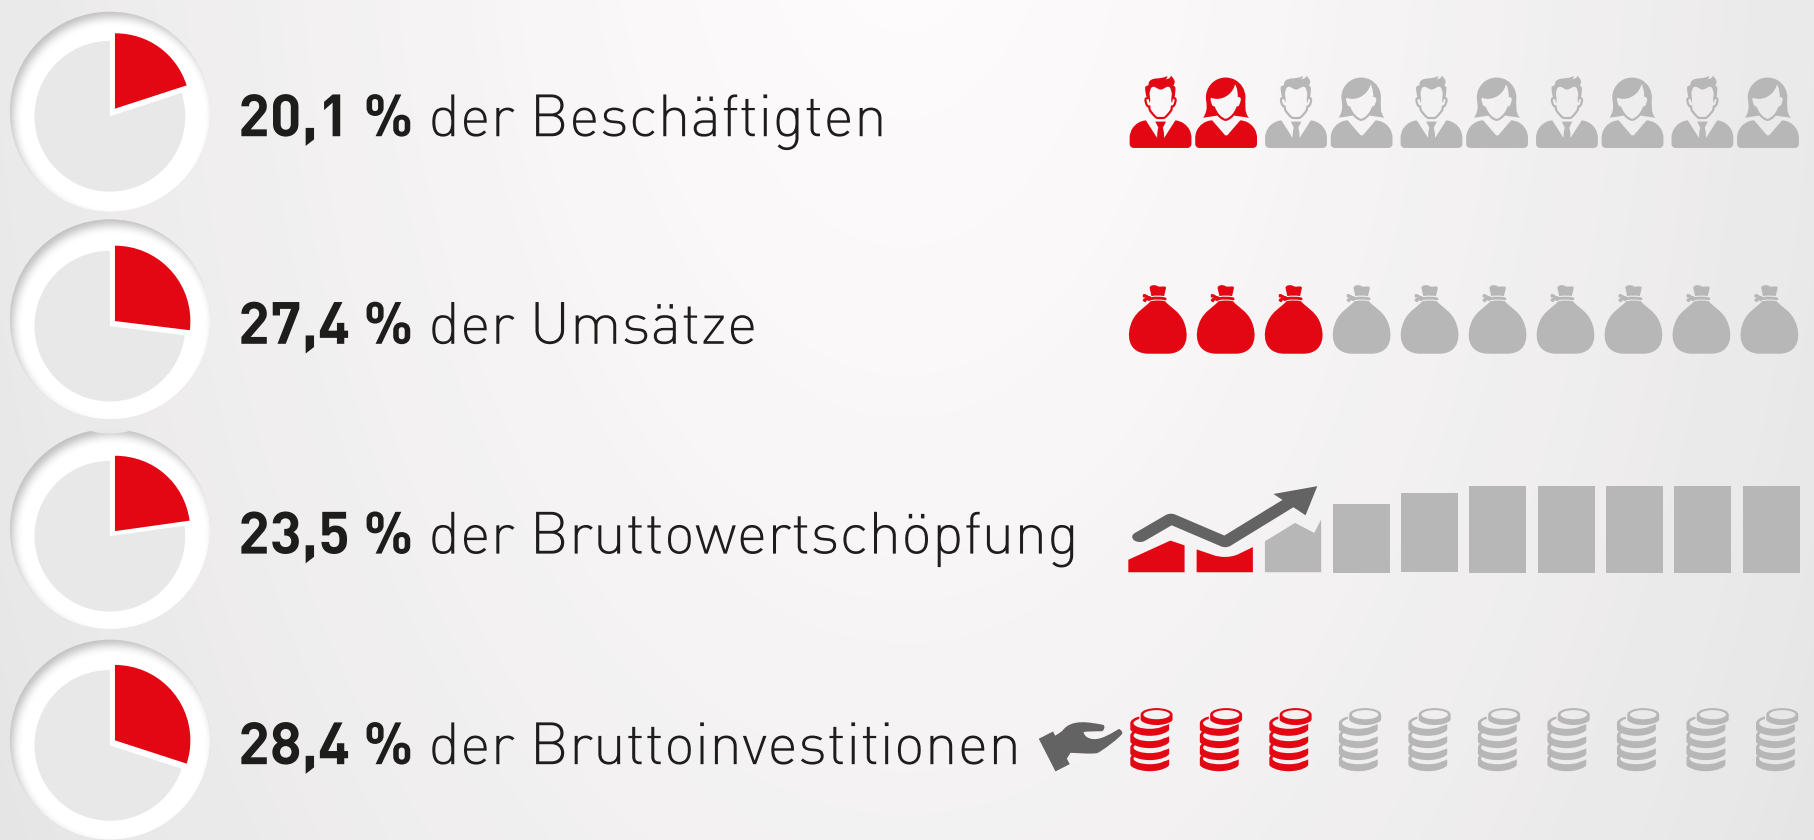 20,1 % der Beschäftigten
27,4 % der Umsätze
23,5 % der Bruttowertschöpfung
28,4 % der Bruttoinvestitionen